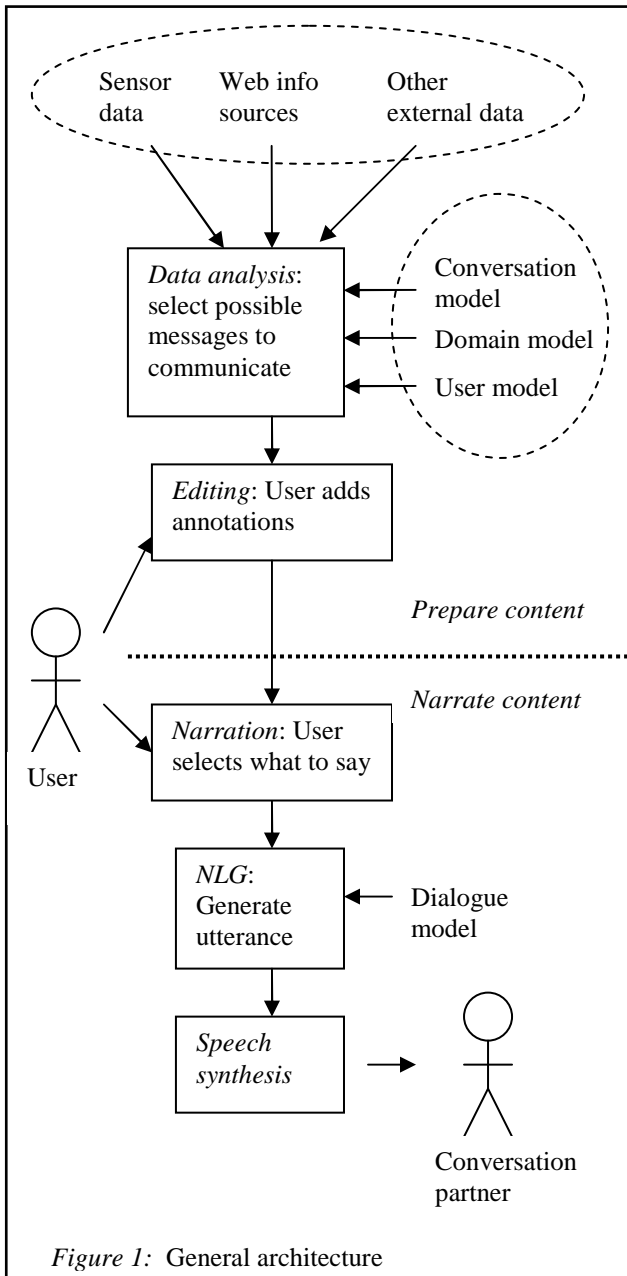 Sensor
data
Web info
sources
Other
external data
Data analysis:
select possible
messages to
communicate
Conversation
model
Domain model
User model
Editing: User adds
annotations
Prepare content
Narrate content
User
Narration: User
selects what to say
NLG:
Generate
utterance
Dialogue
model
Speech
synthesis
Conversation
partner
Figure 1: General architecture